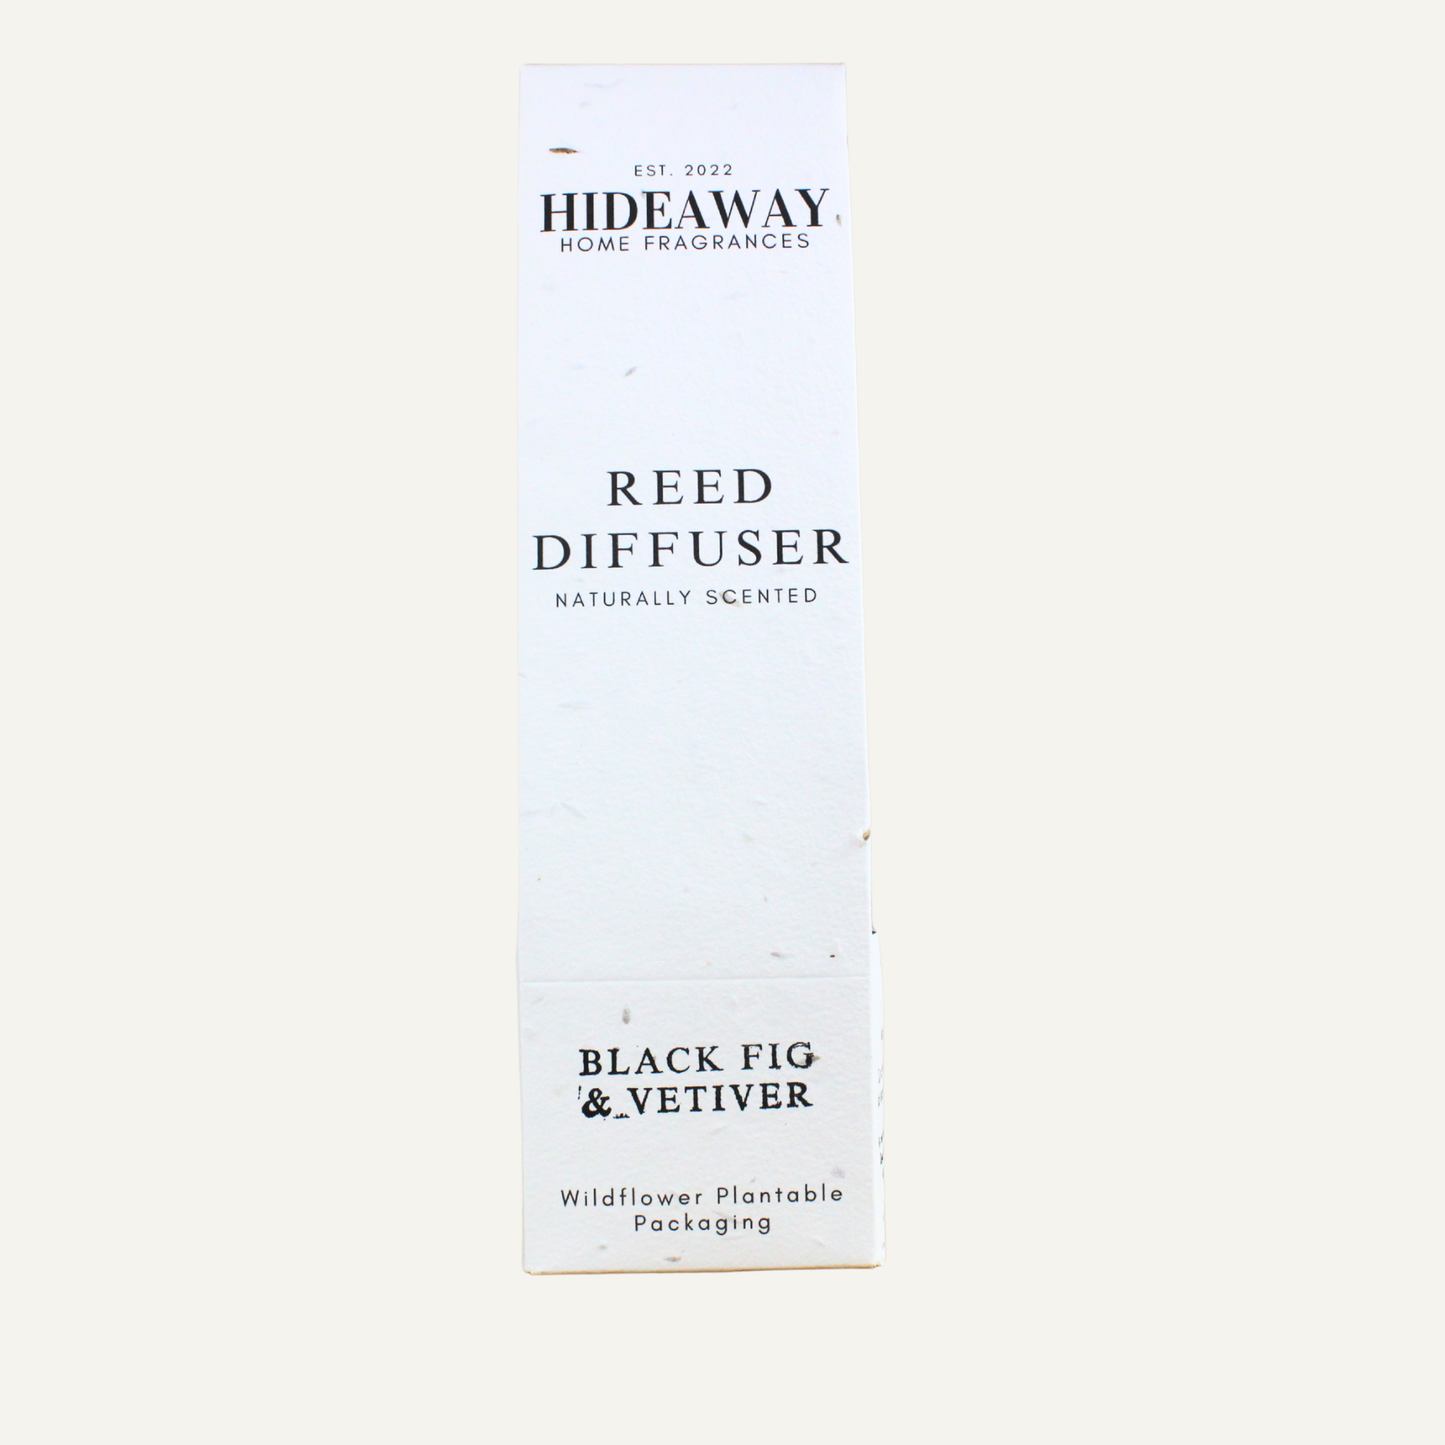 EST. 2022
HIDEAWAY
HOME FRAGRANCES
REED
DIFFUSER
NATURALLY SCENTED
BLACK FIG
& VETIVER
Wildflower Plantable
Packaging